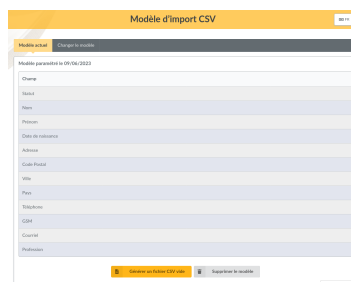 Modèle d'import CSV
Modèle actuel
Changer le modèle
Modèle paramétré le 09/06/2023
Champ
Statut
Nom
Prénom
Date de naissance
Adresse
Code Postal
Ville
Pays
Téléphone
GSM
Courriel
Profession
Générer un fichier CSV vide
Supprimer le modèle